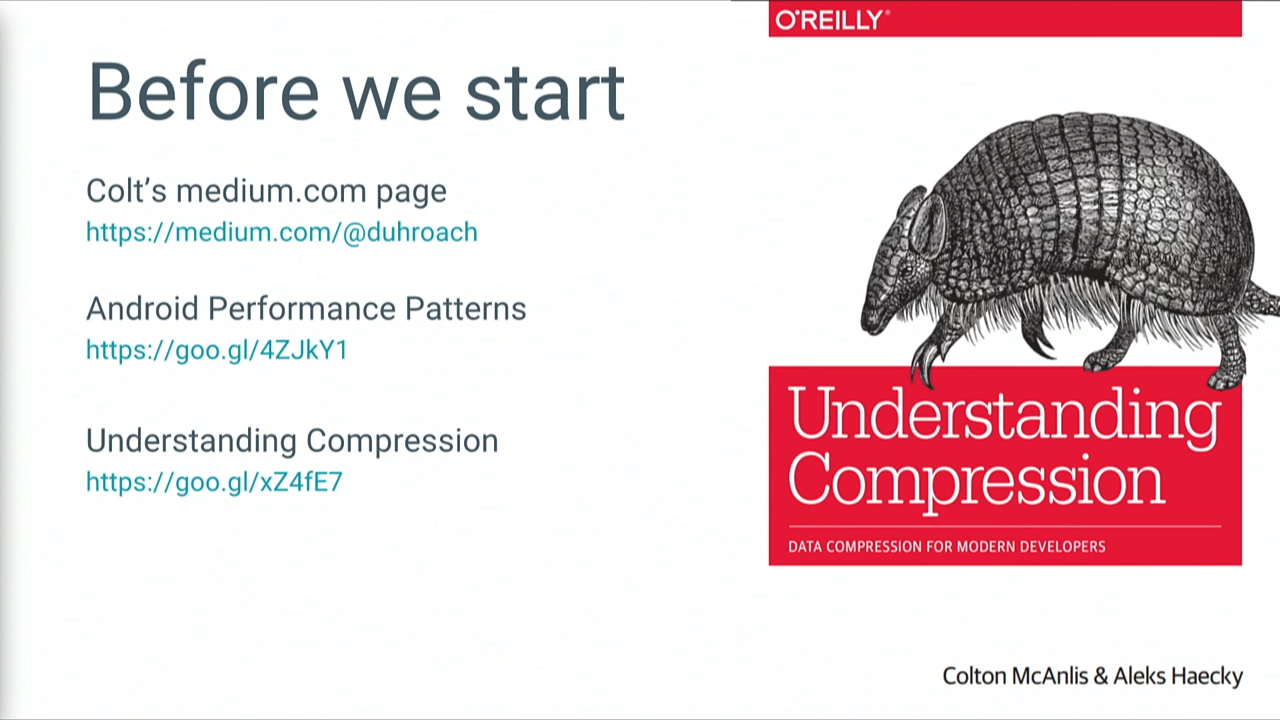 Before we start
Colt's medium.com page
https://medium.com/@duhroach
Android Performance Patterns
https://goo.gl/4ZJkY1
Understanding Compression
https://goo.gl/xZ4fE7
O'REILLY®
Understanding
Compression
DATA COMPRESSION FOR MODERN DEVELOPERS
Colton McAnlis & Aleks Haecky